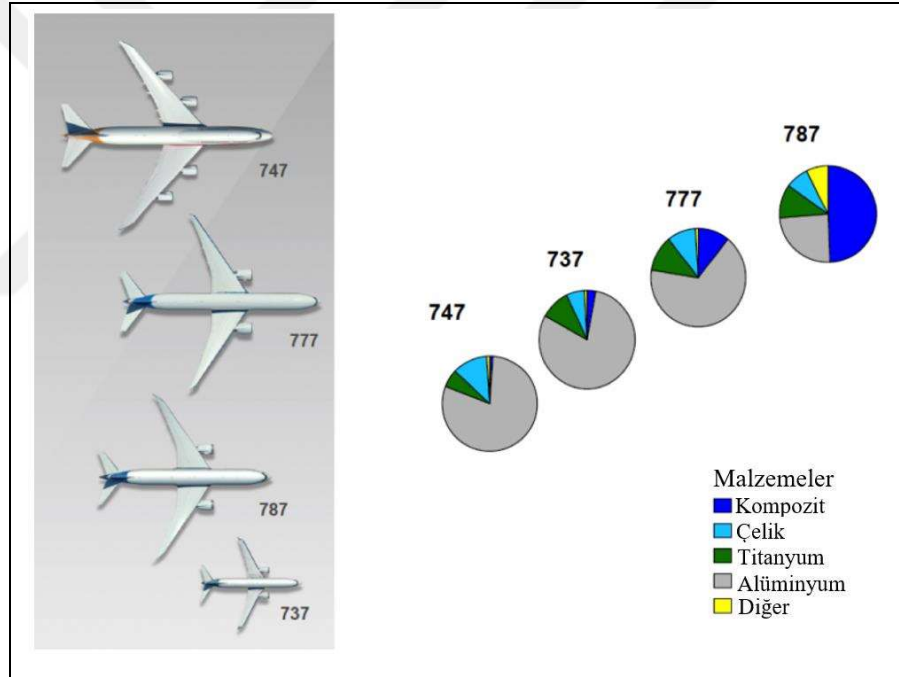 747
777
787
737
747
737
777
787
Malzemeler
Kompozit
Çelik
Titanyum
Alüminyum
Diğer